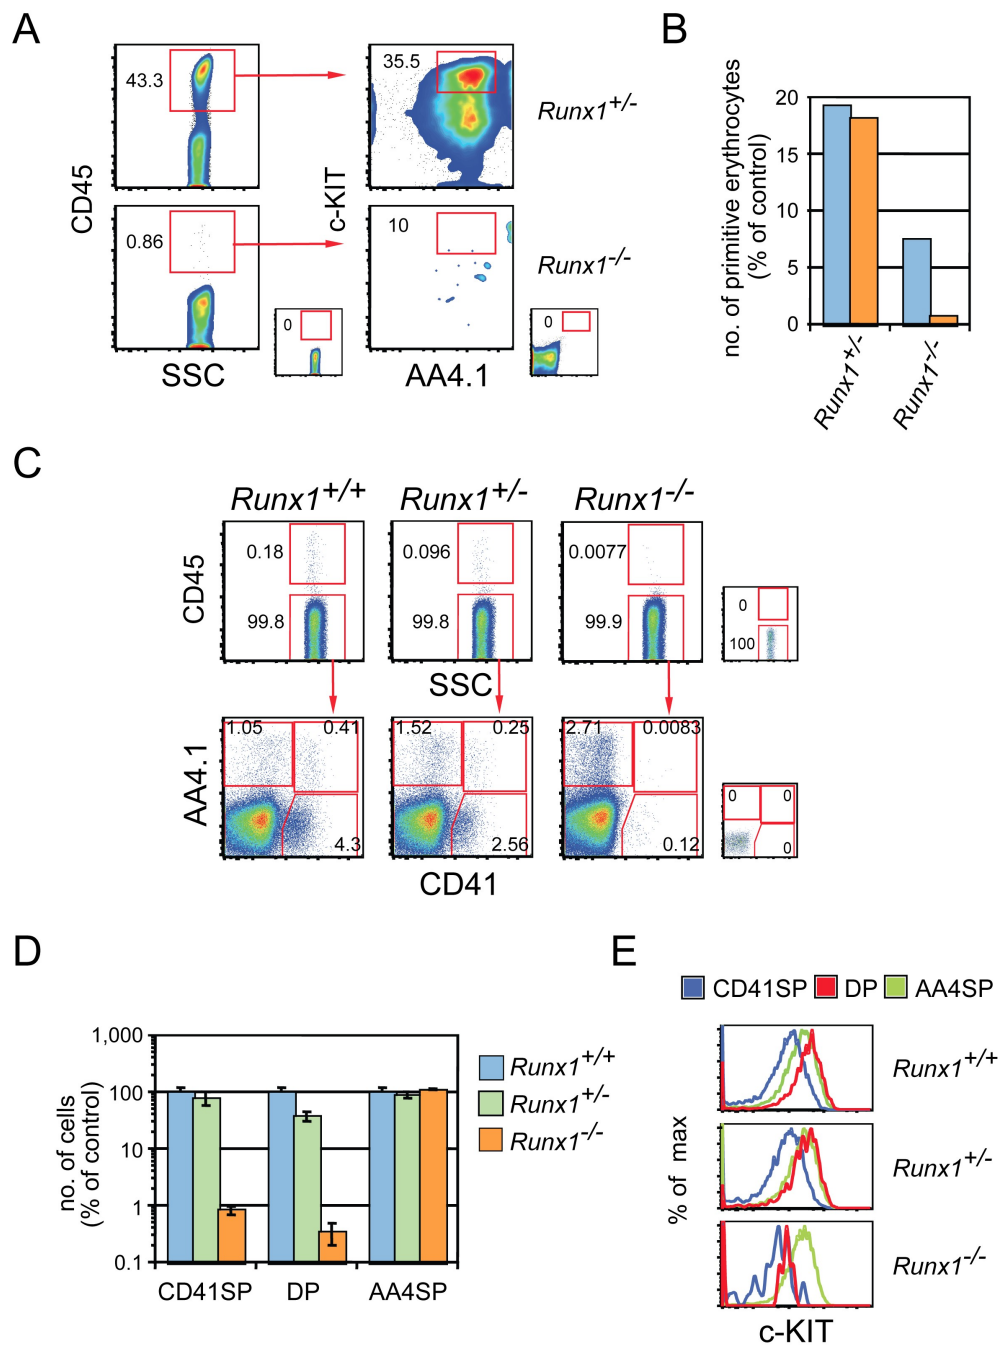 A
CD45
43.3
c-KIT
35.5
Runx1+/-
0.86
10
Runx1-/-
0
0
SSC
AA4.1
B
no. of primitive erythrocytes
(% of control)
20
15
10
5
0
Runx1+/-
Runx1-/-
C
Runx1+/+
Runx1+/-
Runx1-/-
CD45
0.18
0.096
0.0077
0
99.8
99.8
99.9
100
SSC
AA4.1
1.05
0.41
1.52
0.25
2.71
0.0083
0
0
4.3
2.56
0.12
0
CD41
D
no. of cells
(% of control)
1,000
100
10
1
0.1
CD41SP
DP
AA4SP
Runx1+/+
Runx1+/-
Runx1-/-
E
CD41SP
DP
AA4SP
% of max
Runx1+/+
Runx1+/-
Runx1-/-
c-KIT